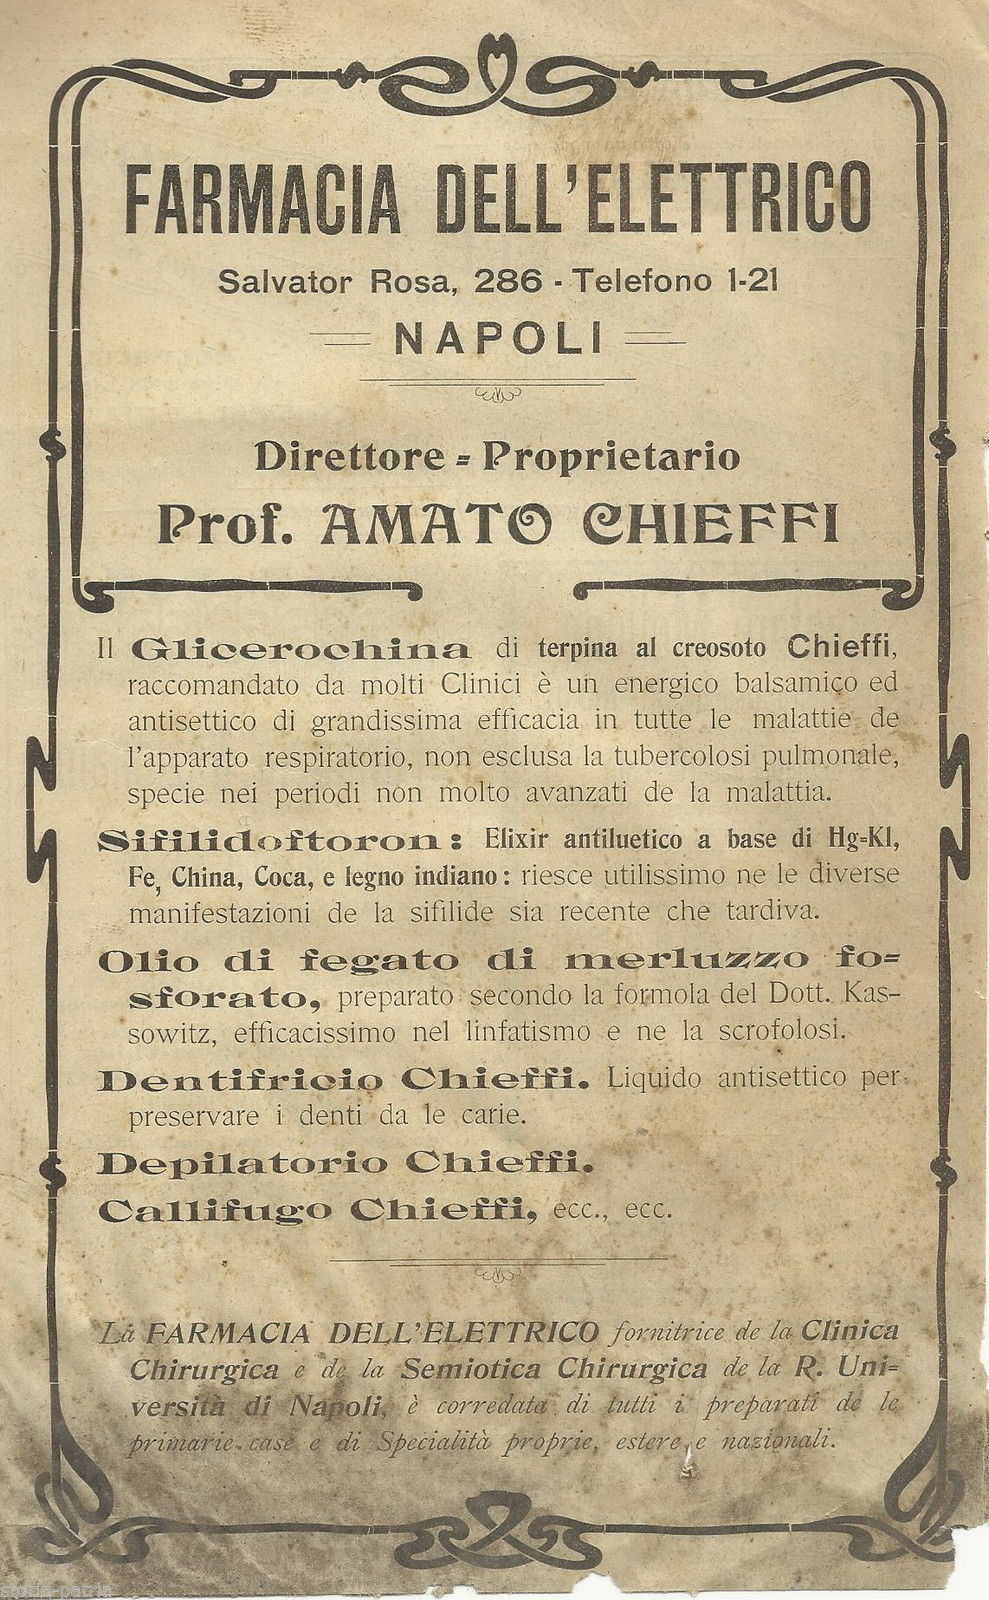 FARMACIA DELL'ELETTRICO
Salvator Rosa, 286 - Telefono 1-21
NAPOLI
Direttore = Proprietario
Prof. AMATO CHIEFFI
Il Glicerochina di terpina al creosoto Chieffi,
raccomandato da molti Clinici è un energico balsamico ed
antisettico di grandissima efficacia in tutte le malattie de
l'apparato respiratorio, non esclusa la tubercolosi pulmonale,
specie nei periodi non molto avanzati de la malattia.
Sifilidoftoron: Elixir antiluetico a base di Hg=Kl,
Fe, China, Coca, e legno indiano: riesce utilissimo ne le diverse
manifestazioni de la sifilide sia recente che tardiva.
Olio di fegato di merluzzo fo=
sforato, preparato secondo la formola del Dott. Kas-
sowitz, efficacissimo nel linfatismo e ne la scrofolosi.
Dentifricio Chieffi. Liquido antisettico per
preservare i denti da le carie.
Depilatorio Chieffi.
Callifugo Chieffi, ecc., ecc.
La FARMACIA DELL'ELETTRICO fornitrice de la Clinica
Chirurgica e de la Semiotica Chirurgica de la R. Uni=
versità di Napoli, è corredata di tutti i preparati de le
primarie case e di Specialità proprie, estere e nazionali.
storia-patria